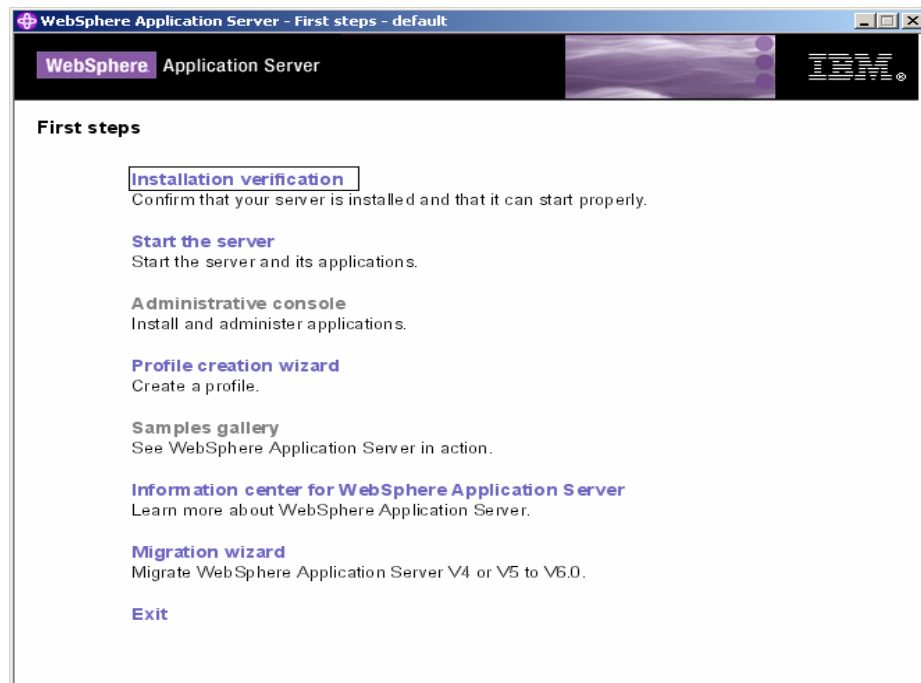 WebSphere Application Server - First steps - default
WebSphere Application Server
IBM®
First steps
Installation verification
Confirm that your server is installed and that it can start properly.
Start the server
Start the server and its applications.
Administrative console
Install and administer applications.
Profile creation wizard
Create a profile.
Samples gallery
See WebSphere Application Server in action.
Information center for WebSphere Application Server
Learn more about WebSphere Application Server.
Migration wizard
Migrate WebSphere Application Server V4 or V5 to V6.0.
Exit